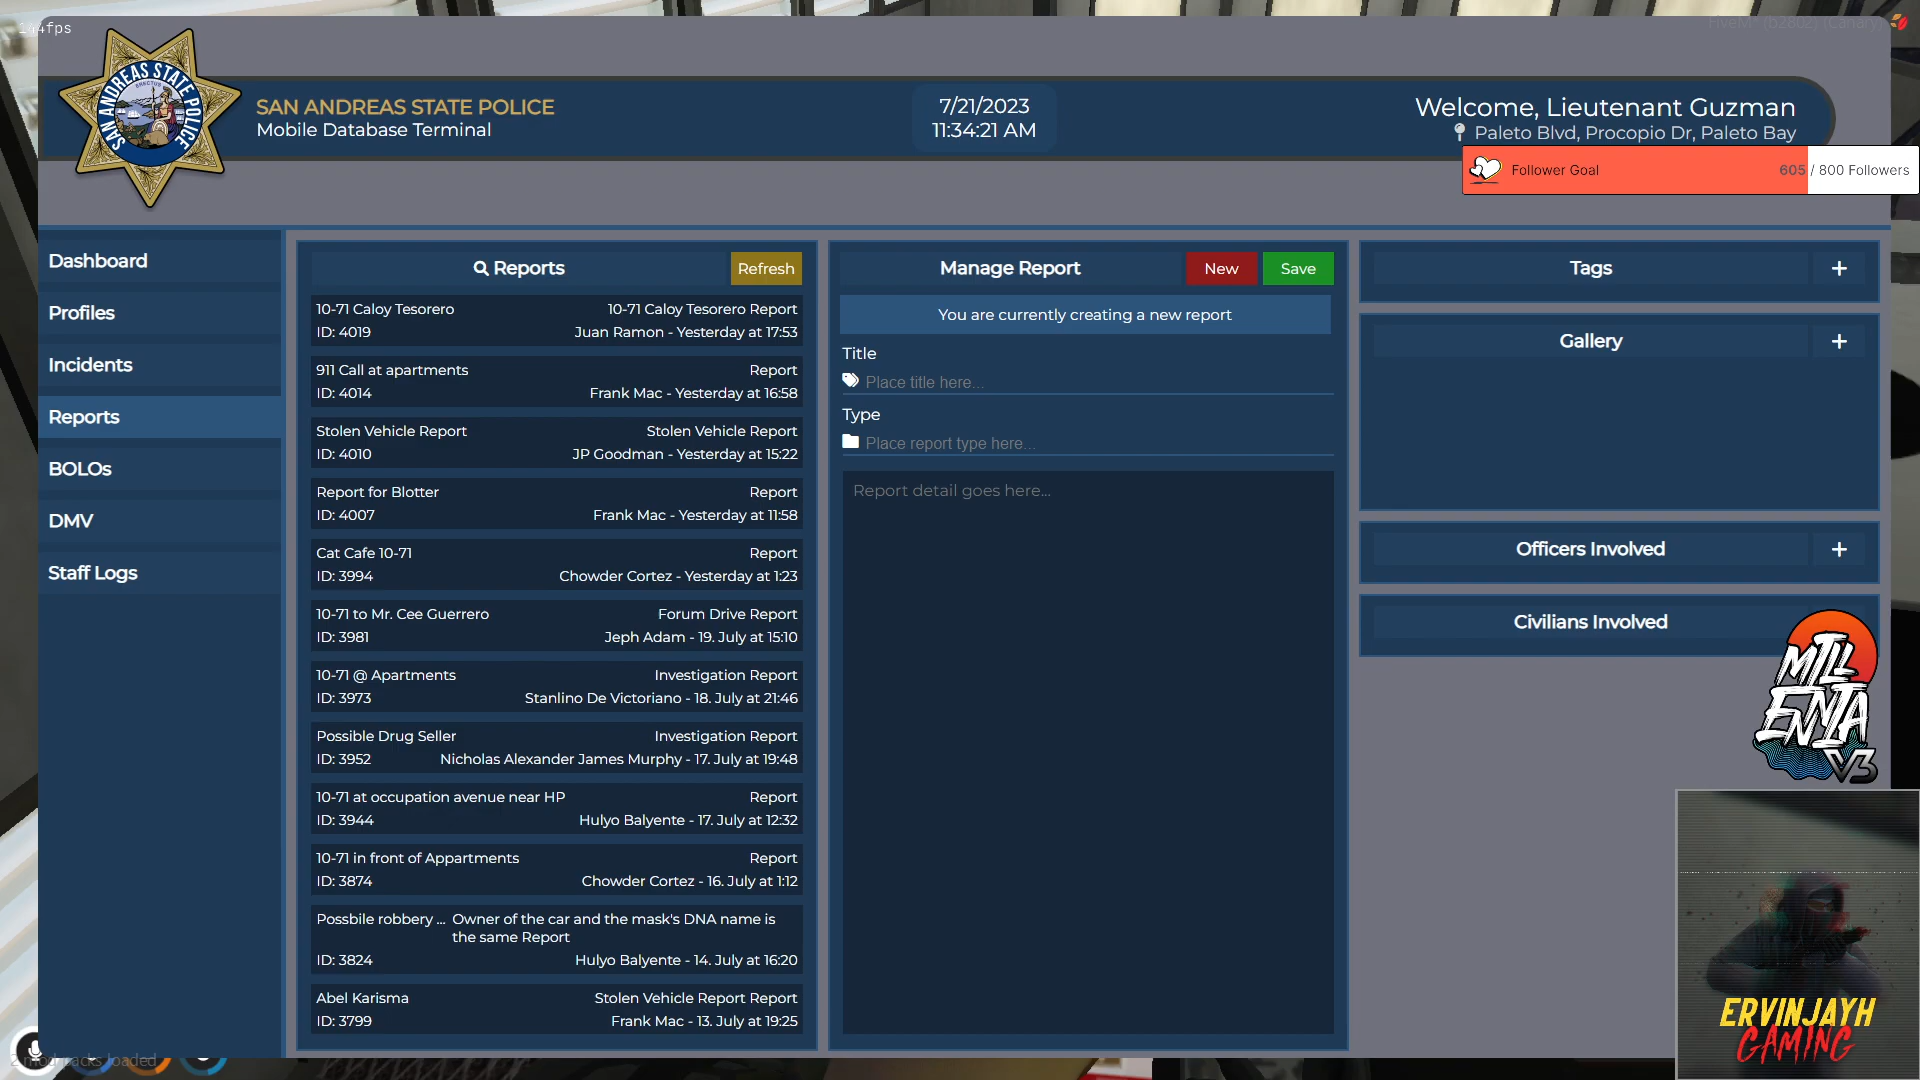 144fps
SAN ANDREAS STATE POLICE
SAN ANDREAS STATE POLICE
Mobile Database Terminal
7/21/2023
11:34:21 AM
Welcome, Lieutenant Guzman
Paleto Blvd, Procopio Dr, Paleto Bay
Follower Goal
605 / 800 Followers
Dashboard
Profiles
Incidents
Reports
BOLOs
DMV
Staff Logs
Reports
Refresh
10-71 Caloy Tesorero 10-71 Caloy Tesorero Report
ID: 4019 Juan Ramon - Yesterday at 17:53
911 Call at apartments Report
ID: 4014 Frank Mac - Yesterday at 16:58
Stolen Vehicle Report Stolen Vehicle Report
ID: 4010 JP Goodman - Yesterday at 15:22
Report for Blotter Report
ID: 4007 Frank Mac - Yesterday at 11:58
Cat Cafe 10-71 Report
ID: 3994 Chowder Cortez - Yesterday at 1:23
10-71 to Mr. Cee Guerrero Forum Drive Report
ID: 3981 Jeph Adam - 19. July at 15:10
10-71 @ Apartments Investigation Report
ID: 3973 Stanlino De Victoriano - 18. July at 21:46
Possible Drug Seller Investigation Report
ID: 3952 Nicholas Alexander James Murphy - 17. July at 19:48
10-71 at occupation avenue near HP Report
ID: 3944 Hulyo Balyente - 17. July at 12:32
10-71 in front of Appartments Report
ID: 3874 Chowder Cortez - 16. July at 1:12
Possbile robbery ... Owner of the car and the mask's DNA name is
the same Report
ID: 3824 Hulyo Balyente - 14. July at 16:20
Abel Karisma Stolen Vehicle Report Report
ID: 3799 Frank Mac - 13. July at 19:25
Manage Report
New
Save
You are currently creating a new report
Title
Place title here...
Type
Place report type here...
Report detail goes here...
Tags +
Gallery +
Officers Involved +
Civilians Involved
MILENNIA
V3
ERVINJAYH
GAMING